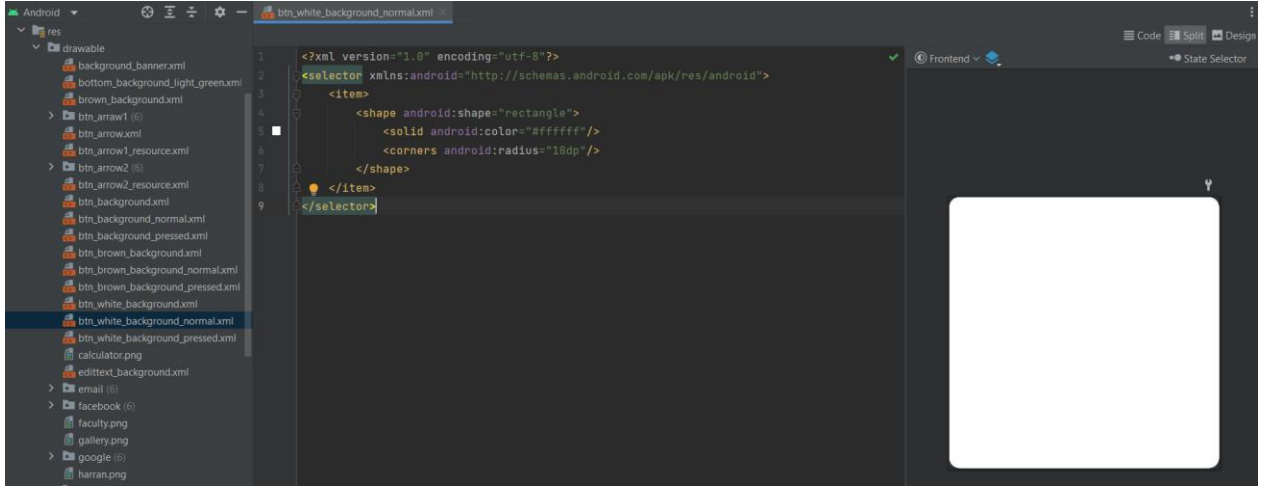 Android
btn_white_background_normal.xml
Code Split Design
Frontend
State Selector
res
drawable
background_banner.xml
bottom_background_light_green.xml
brown_background.xml
btn_arraw1 (6)
btn_arrow.xml
btn_arrow1_resource.xml
btn_arrow2 (6)
btn_arrow2_resource.xml
btn_background.xml
btn_background_normal.xml
btn_background_pressed.xml
btn_brown_background.xml
btn_brown_background_normal.xml
btn_brown_background_pressed.xml
btn_white_background.xml
btn_white_background_normal.xml
btn_white_background_pressed.xml
calculator.png
edittext_background.xml
email (6)
facebook (6)
faculty.png
gallery.png
google (6)
harran.png
1 <?xml version="1.0" encoding="utf-8"?>
2 <selector xmlns:android="http://schemas.android.com/apk/res/android">
3 <item>
4 <shape android:shape="rectangle">
5 <solid android:color="#ffffff"/>
6 <corners android:radius="18dp"/>
7 </shape>
8 </item>
9 </selector>